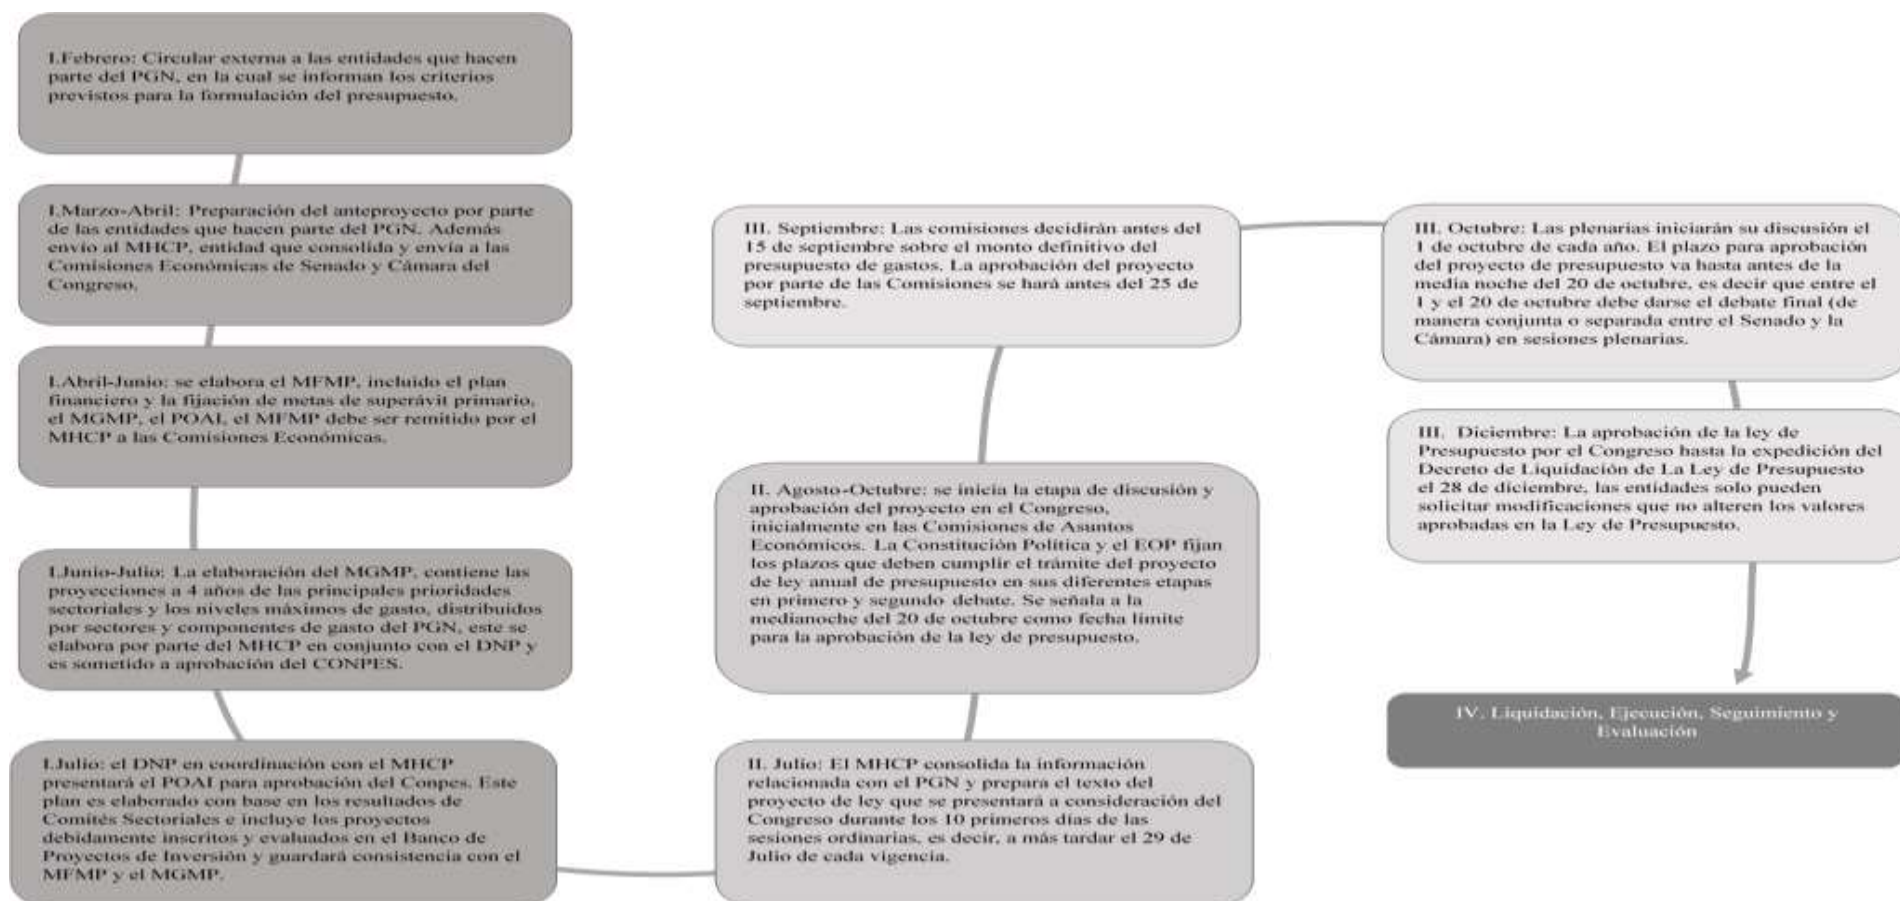 I.Febrero: Circular externa a las entidades que hacen
parte del PGN, en la cual se informan los criterios
previstos para la formulación del presupuesto.
I.Marzo-Abril: Preparación del anteproyecto por parte
de las entidades que hacen parte del PGN. Además
envío al MHCP, entidad que consolida y envía a las
Comisiones Económicas de Senado y Cámara del
Congreso.
I.Abril-Junio: se elabora el MFMP, incluido el plan
financiero y la fijación de metas de superávit primario,
el MGMP, el POAI, el MFMP debe ser remitido por el
MHCP a las Comisiones Económicas.
I.Junio-Julio: La elaboración del MGMP, contiene las
proyecciones a 4 años de las principales prioridades
sectoriales y los niveles máximos de gasto, distribuidos
por sectores y componentes de gasto del PGN, este se
elabora por parte del MHCP en conjunto con el DNP y
es sometido a aprobación del CONPES.
I.Julio: el DNP en coordinación con el MHCP
presentará el POAI para aprobación del Conpes. Este
plan es elaborado con base en los resultados de
Comités Sectoriales e incluye los proyectos
debidamente inscritos y evaluados en el Banco de
Proyectos de Inversión y guardará consistencia con el
MFMP y el MGMP.
II. Julio: El MHCP consolida la información
relacionada con el PGN y prepara el texto del
proyecto de ley que se presentará a consideración del
Congreso durante los 10 primeros días de las
sesiones ordinarias, es decir, a más tardar el 29 de
Julio de cada vigencia.
II. Agosto-Octubre: se inicia la etapa de discusión y
aprobación del proyecto en el Congreso,
inicialmente en las Comisiones de Asuntos
Económicos. La Constitución Política y el EOP fijan
los plazos que deben cumplir el trámite del proyecto
de ley anual de presupuesto en sus diferentes etapas
en primero y segundo debate. Se señala a la
medianoche del 20 de octubre como fecha límite
para la aprobación de la ley de presupuesto.
III. Septiembre: Las comisiones decidirán antes del
15 de septiembre sobre el monto definitivo del
presupuesto de gastos. La aprobación del proyecto
por parte de las Comisiones se hará antes del 25 de
septiembre.
III. Octubre: Las plenarias iniciarán su discusión el
1 de octubre de cada año. El plazo para aprobación
del proyecto de presupuesto va hasta antes de la
media noche del 20 de octubre, es decir que entre el
1 y el 20 de octubre debe darse el debate final (de
manera conjunta o separada entre el Senado y la
Cámara) en sesiones plenarias.
III. Diciembre: La aprobación de la ley de
Presupuesto por el Congreso hasta la expedición del
Decreto de Liquidación de La Ley de Presupuesto
el 28 de diciembre, las entidades solo pueden
solicitar modificaciones que no alteren los valores
aprobadas en la Ley de Presupuesto.
IV. Liquidación, Ejecución, Seguimiento y
Evaluación